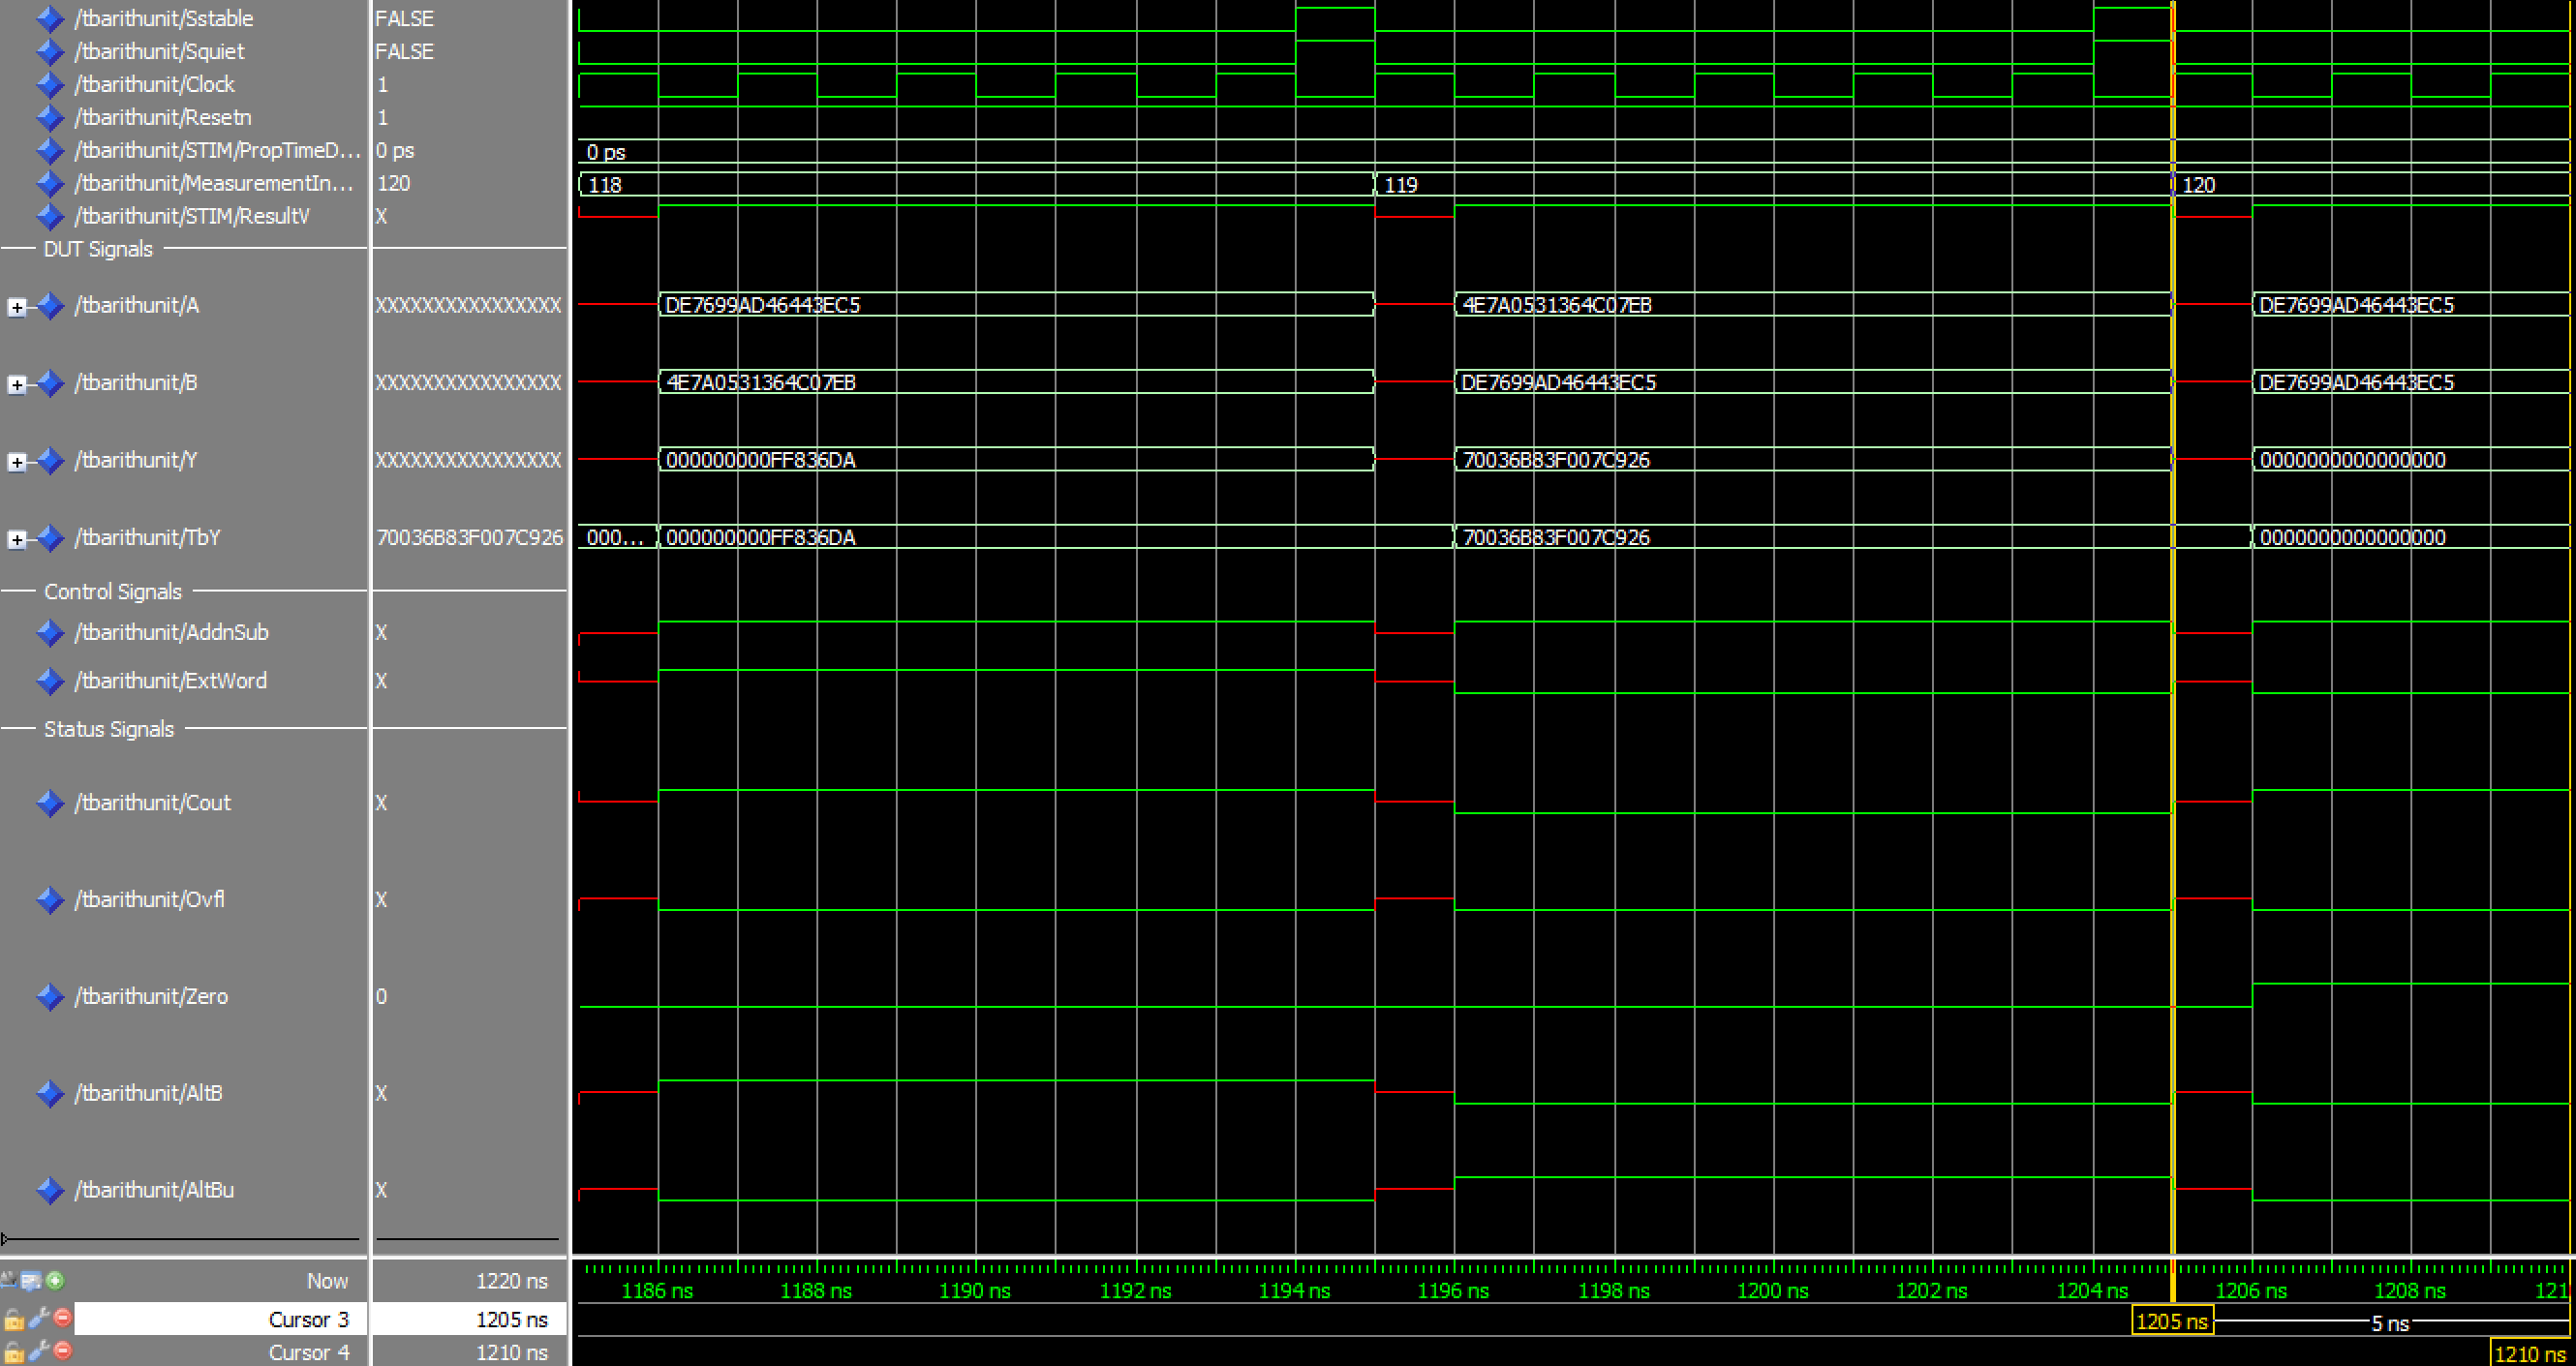 /tbarithunit/Sstable FALSE
/tbarithunit/Squiet FALSE
/tbarithunit/Clock 1
/tbarithunit/Resetn 1
/tbarithunit/STIM/PropTimeD... 0 ps 0 ps
/tbarithunit/MeasurementIn... 120 118 119 120
/tbarithunit/STIM/ResultV X
DUT Signals
/tbarithunit/A XXXXXXXXXXXXXXXX DE7699AD46443EC5 4E7A0531364C07EB DE7699AD46443EC5
/tbarithunit/B XXXXXXXXXXXXXXXX 4E7A0531364C07EB DE7699AD46443EC5 DE7699AD46443EC5
/tbarithunit/Y XXXXXXXXXXXXXXXX 000000000FF836DA 70036B83F007C926 0000000000000000
/tbarithunit/TbY 70036B83F007C926 000... 000000000FF836DA 70036B83F007C926 0000000000000000
Control Signals
/tbarithunit/AddnSub X
/tbarithunit/ExtWord X
Status Signals
/tbarithunit/Cout X
/tbarithunit/Ovfl X
/tbarithunit/Zero 0
/tbarithunit/AltB X
/tbarithunit/AltBu X
Now 1220 ns 1186 ns 1188 ns 1190 ns 1192 ns 1194 ns 1196 ns 1198 ns 1200 ns 1202 ns 1204 ns 1206 ns 1208 ns 121
Cursor 3 1205 ns 1205 ns 5 ns
Cursor 4 1210 ns 1210 ns